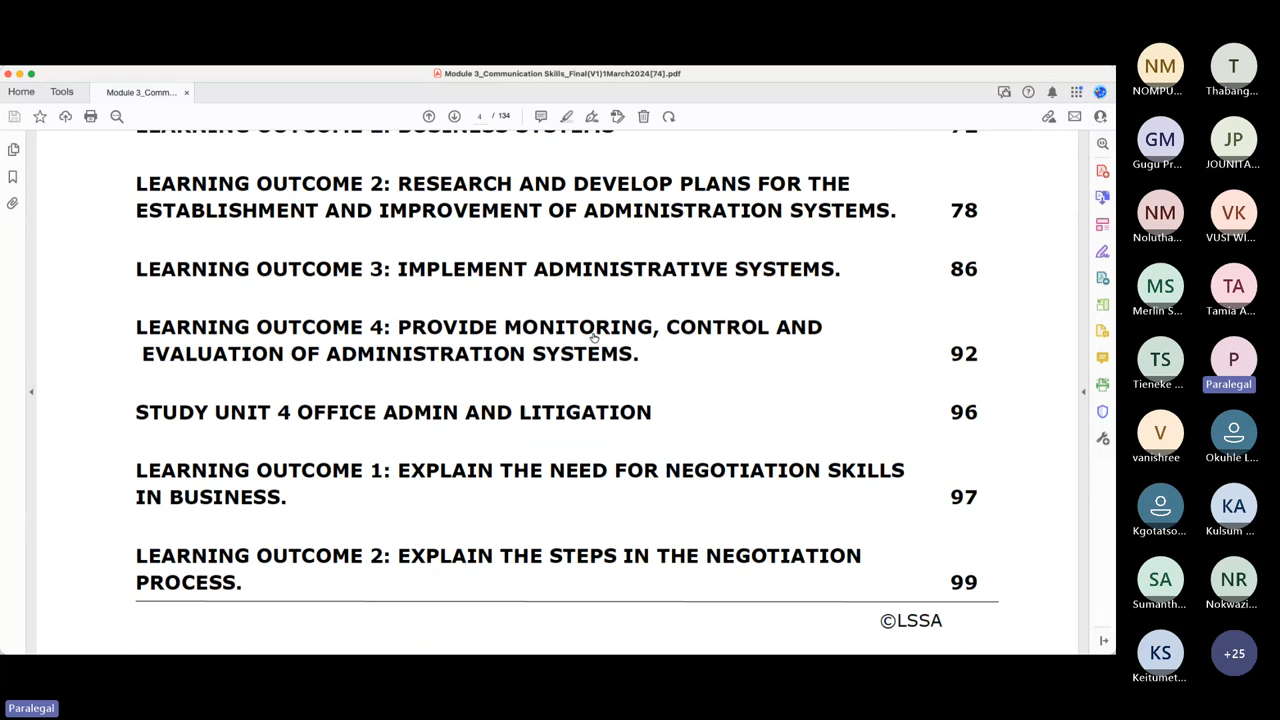 Module 3_Communication Skills_Final(V1)1March2024[74].pdf
Home
Tools
Module 3_Comm...
4 / 134
LEARNING OUTCOME 2: RESEARCH AND DEVELOP PLANS FOR THE
ESTABLISHMENT AND IMPROVEMENT OF ADMINISTRATION SYSTEMS. 78
LEARNING OUTCOME 3: IMPLEMENT ADMINISTRATIVE SYSTEMS. 86
LEARNING OUTCOME 4: PROVIDE MONITORING, CONTROL AND
EVALUATION OF ADMINISTRATION SYSTEMS. 92
STUDY UNIT 4 OFFICE ADMIN AND LITIGATION 96
LEARNING OUTCOME 1: EXPLAIN THE NEED FOR NEGOTIATION SKILLS
IN BUSINESS. 97
LEARNING OUTCOME 2: EXPLAIN THE STEPS IN THE NEGOTIATION
PROCESS. 99
©LSSA
NM
NOMPU...
T
Thabang...
GM
Gugu Pr...
JP
JOUNITA...
NM
Nolutha...
VK
VUSI WI...
MS
Merlin S...
TA
Tamia A...
TS
Tieneke ...
P
Paralegal
V
vanishree
Okuhle L...
Kgotatso...
KA
Kulsum ...
SA
Sumanth...
NR
Nokwazi...
KS
Keitumet...
+25
Paralegal